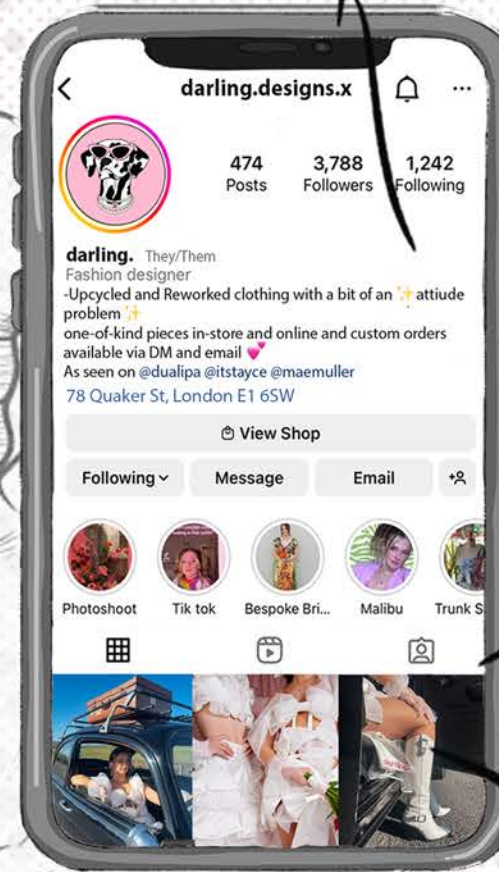 darling.designs.x
474
3,788
1,242
Posts
Followers
Following
darling. They/Them
Fashion designer
-Upcycled and Reworked clothing with a bit of an ✨ attiude
problem ✨
one-of-kind pieces in-store and online and custom orders
available via DM and email 💕
As seen on @dualipa @itstayce @maemuller
78 Quaker St, London E1 6SW
View Shop
Following
Message
Email
Photoshoot
Tik tok
Bespoke Bri...
Malibu
Trunk S